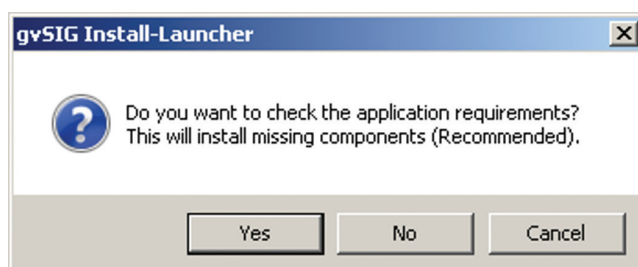 gvSIG Install-Launcher
Do you want to check the application requirements?
This will install missing components (Recommended).
Yes No Cancel